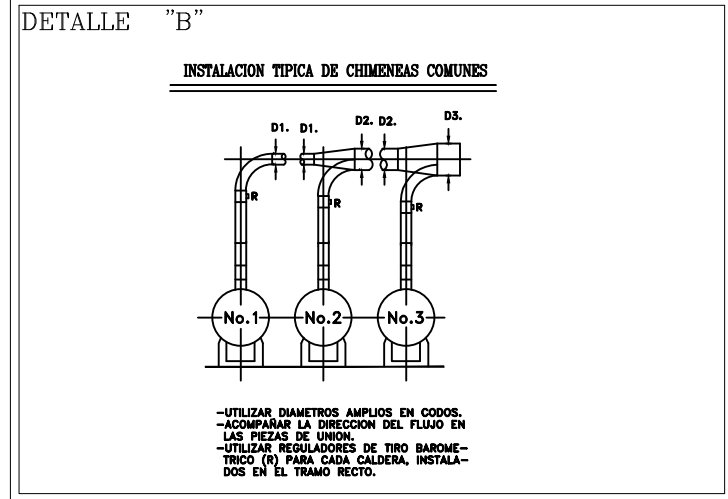 DETALLE "B"
INSTALACION TIPICA DE CHIMENEAS COMUNES
D1. D1. D2. D2. D3.
R R R
No.1 No.2 No.3
-UTILIZAR DIAMETROS AMPLIOS EN CODOS.
-ACOMPAÑAR LA DIRECCION DEL FLUJO EN
LAS PIEZAS DE UNION.
-UTILIZAR REGULADORES DE TIRO BAROME-
TRICO (R) PARA CADA CALDERA, INSTALA-
DOS EN EL TRAMO RECTO.